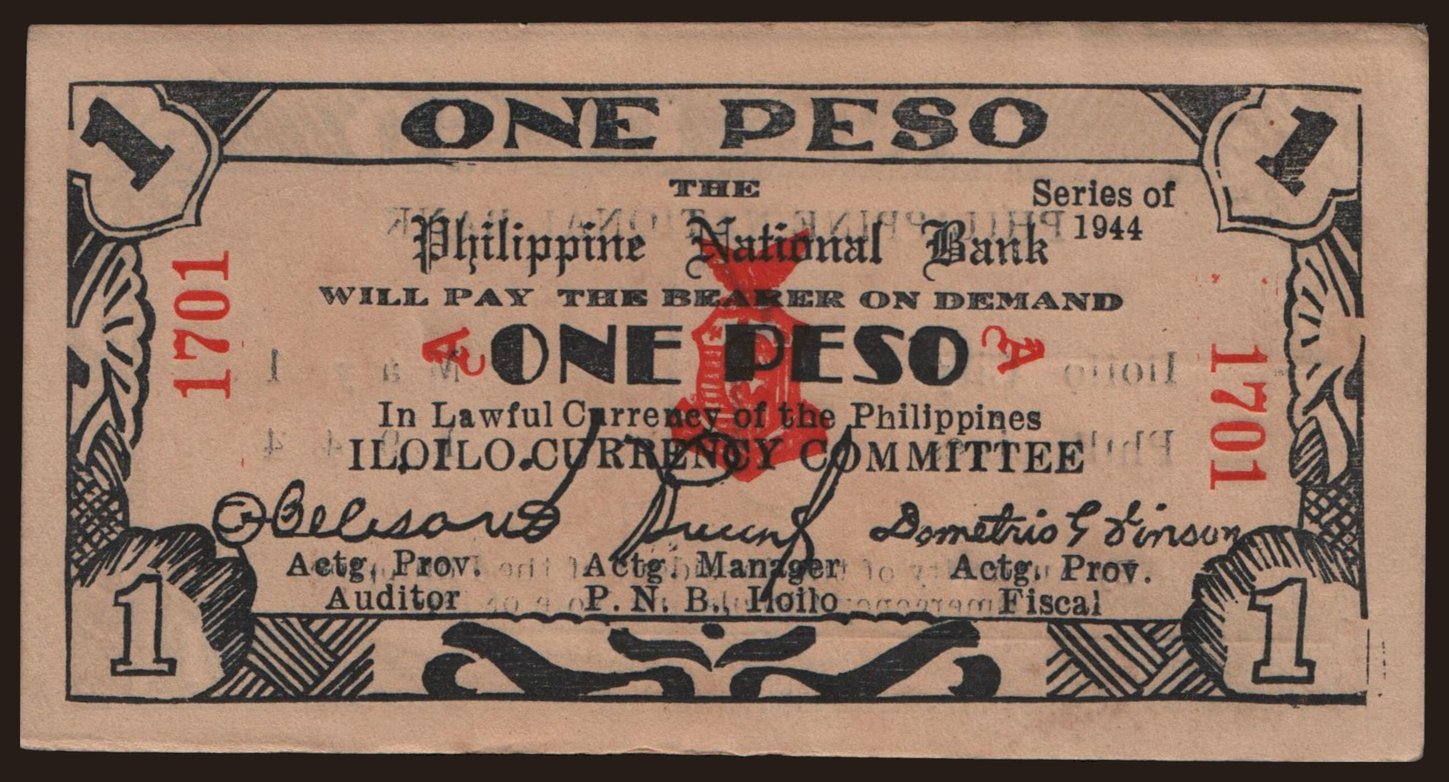 1 ONE PESO 1
THE
Series of
1944
Philippine National Bank
WILL PAY THE BEARER ON DEMAND
1701
A ONE PESO A
1701
In Lawful Currency of the Philippines
ILOILO CURRENCY COMMITTEE
Demetrio G Vinson
Actg. Prov. Actg. Manager Actg. Prov.
Auditor P. N. B., Iloilo Fiscal
1 1